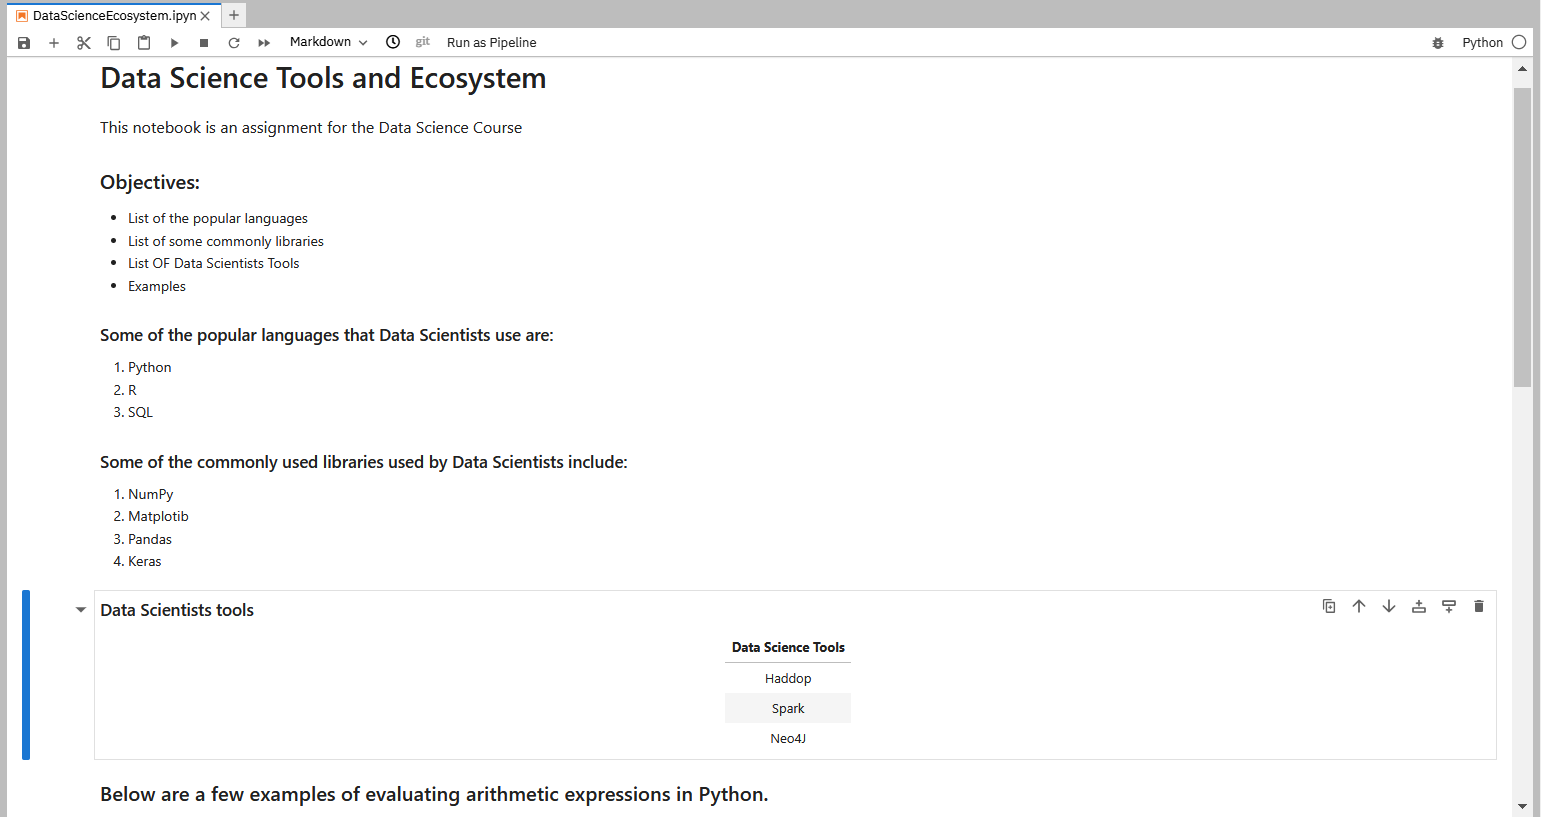 DataScienceEcosystem.ipyn
Markdown git Run as Pipeline Python
Data Science Tools and Ecosystem
This notebook is an assignment for the Data Science Course
Objectives:
• List of the popular languages
• List of some commonly libraries
• List OF Data Scientists Tools
• Examples
Some of the popular languages that Data Scientists use are:
1. Python
2. R
3. SQL
Some of the commonly used libraries used by Data Scientists include:
1. NumPy
2. Matplotib
3. Pandas
4. Keras
Data Scientists tools
Data Science Tools
Haddop
Spark
Neo4J
Below are a few examples of evaluating arithmetic expressions in Python.